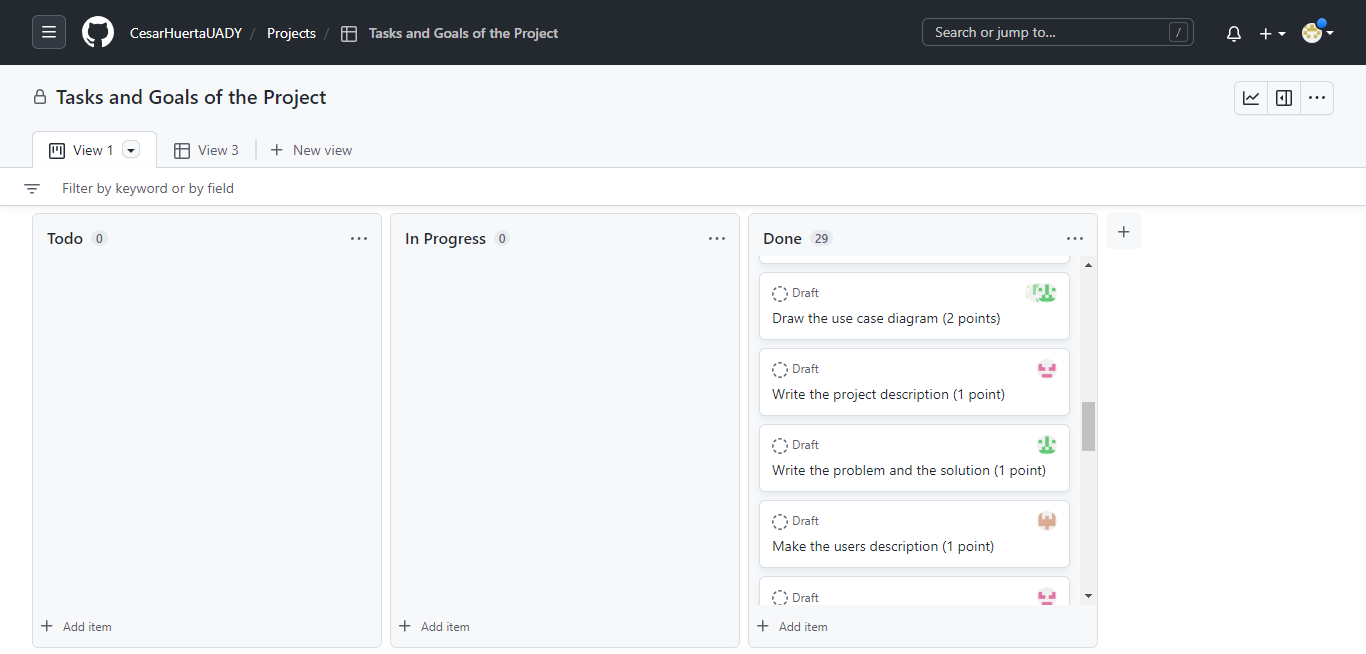 CesarHuertaUADY / Projects / Tasks and Goals of the Project
Search or jump to... /
Tasks and Goals of the Project
View 1
View 3
New view
Filter by keyword or by field
Todo 0
In Progress 0
Done 29
Draft
Draw the use case diagram (2 points)
Draft
Write the project description (1 point)
Draft
Write the problem and the solution (1 point)
Draft
Make the users description (1 point)
Draft
Add item
Add item
Add item